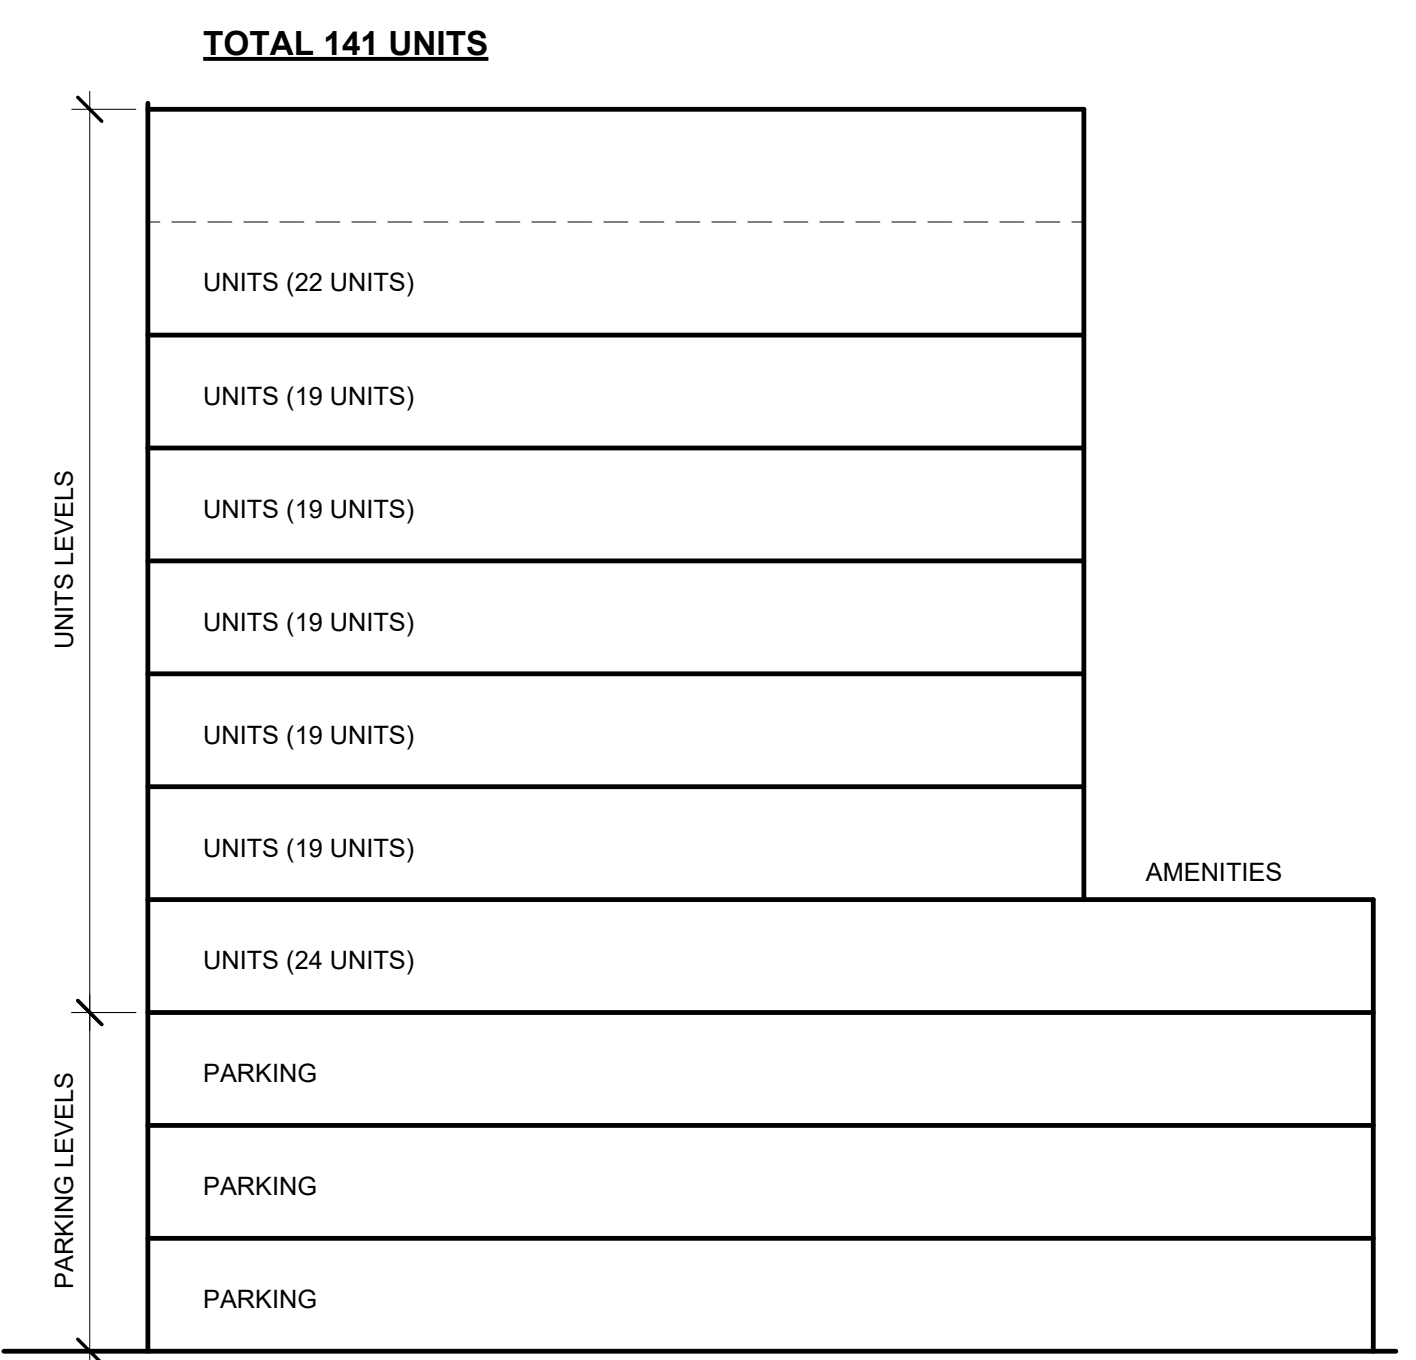 TOTAL 141 UNITS
UNITS (22 UNITS)
UNITS (19 UNITS)
UNITS (19 UNITS)
UNITS (19 UNITS)
UNITS (19 UNITS)
UNITS (19 UNITS)
UNITS LEVELS
AMENITIES
UNITS (24 UNITS)
PARKING
PARKING
PARKING
PARKING LEVELS